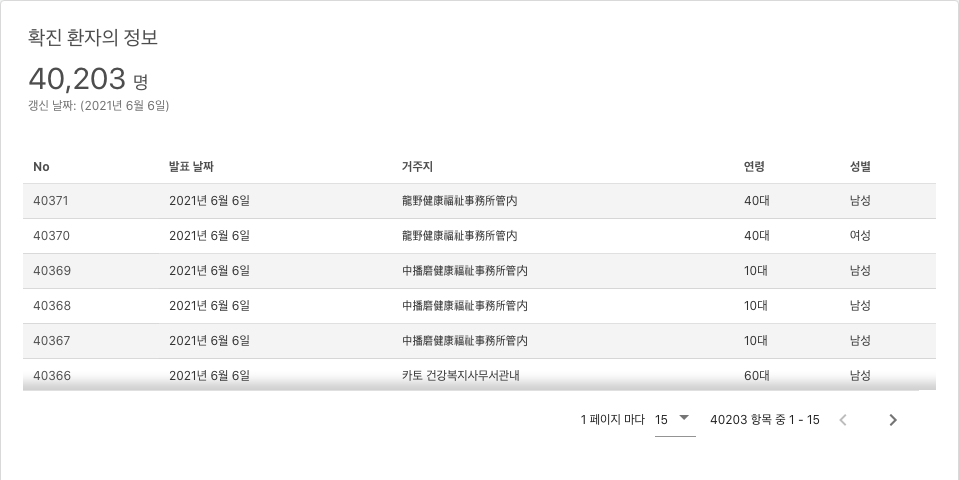 확진 환자의 정보
40,203 명
갱신 날짜: (2021년 6월 6일)
No 발표 날짜 거주지 연령 성별
40371 2021년 6월 6일 龍野健康福祉事務所管内 40대 남성
40370 2021년 6월 6일 龍野健康福祉事務所管内 40대 여성
40369 2021년 6월 6일 中播磨健康福祉事務所管内 10대 남성
40368 2021년 6월 6일 中播磨健康福祉事務所管内 10대 남성
40367 2021년 6월 6일 中播磨健康福祉事務所管内 10대 남성
40366 2021년 6월 6일 카토 건강복지사무서관내 60대 남성
1 페이지 마다 15 40203 항목 중 1 - 15